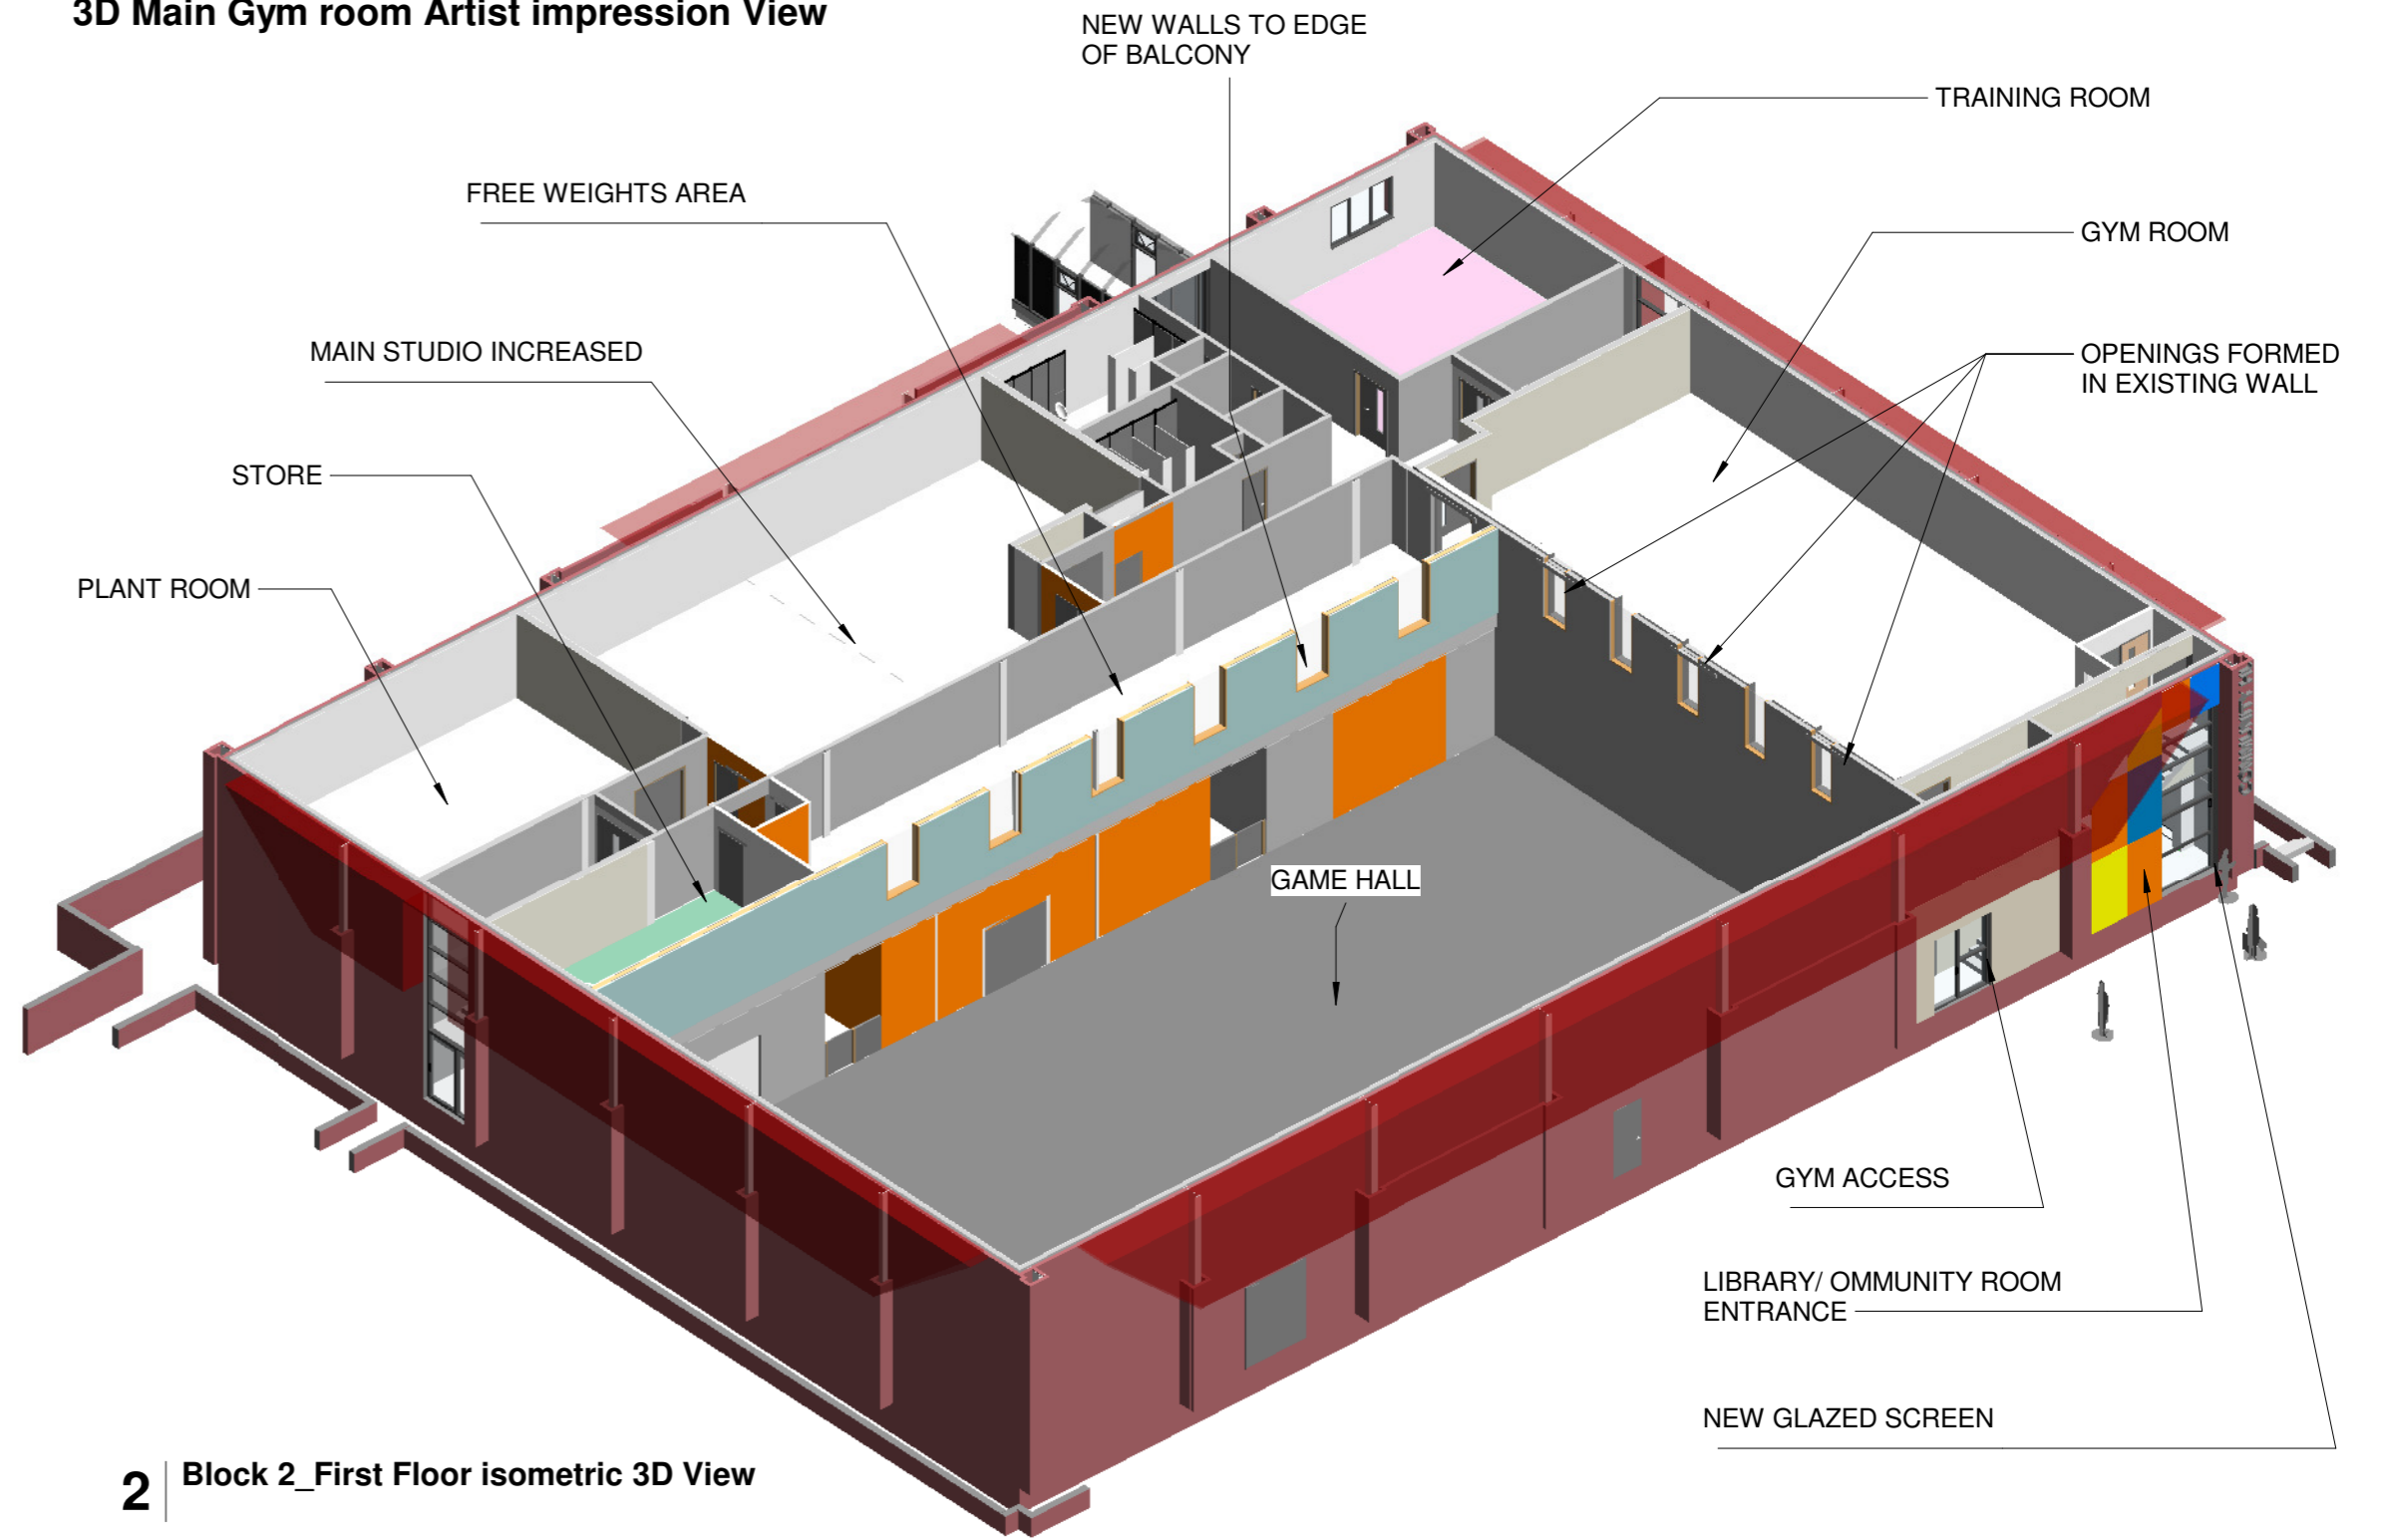 3D Main Gym room Artist impression View
NEW WALLS TO EDGE
OF BALCONY
TRAINING ROOM
FREE WEIGHTS AREA
GYM ROOM
MAIN STUDIO INCREASED
OPENINGS FORMED
IN EXISTING WALL
STORE
PLANT ROOM
GAME HALL
GYM ACCESS
LIBRARY/ OMMUNITY ROOM
ENTRANCE
NEW GLAZED SCREEN
2
Block 2_First Floor isometric 3D View